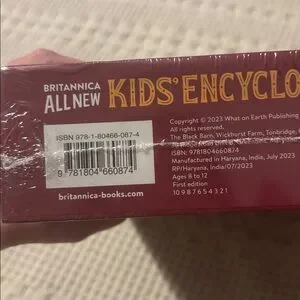 BRITANNICA
ALL NEW KIDS' ENCYCLO
ISBN 978-1-80466-087-4
9 781804 660874
britannica-books.com
Copyright © 2023 What on Earth Publishing
All rights reserved.
The Black Barn, Wickhurst Farm, Tonbridge,
ISBN: 9781804660874
Manufactured in Haryana, India, July 2023
RP/Haryana, India/07/2023
Ages 8 to 12
First edition
10 9 8 7 6 5 4 3 2 1